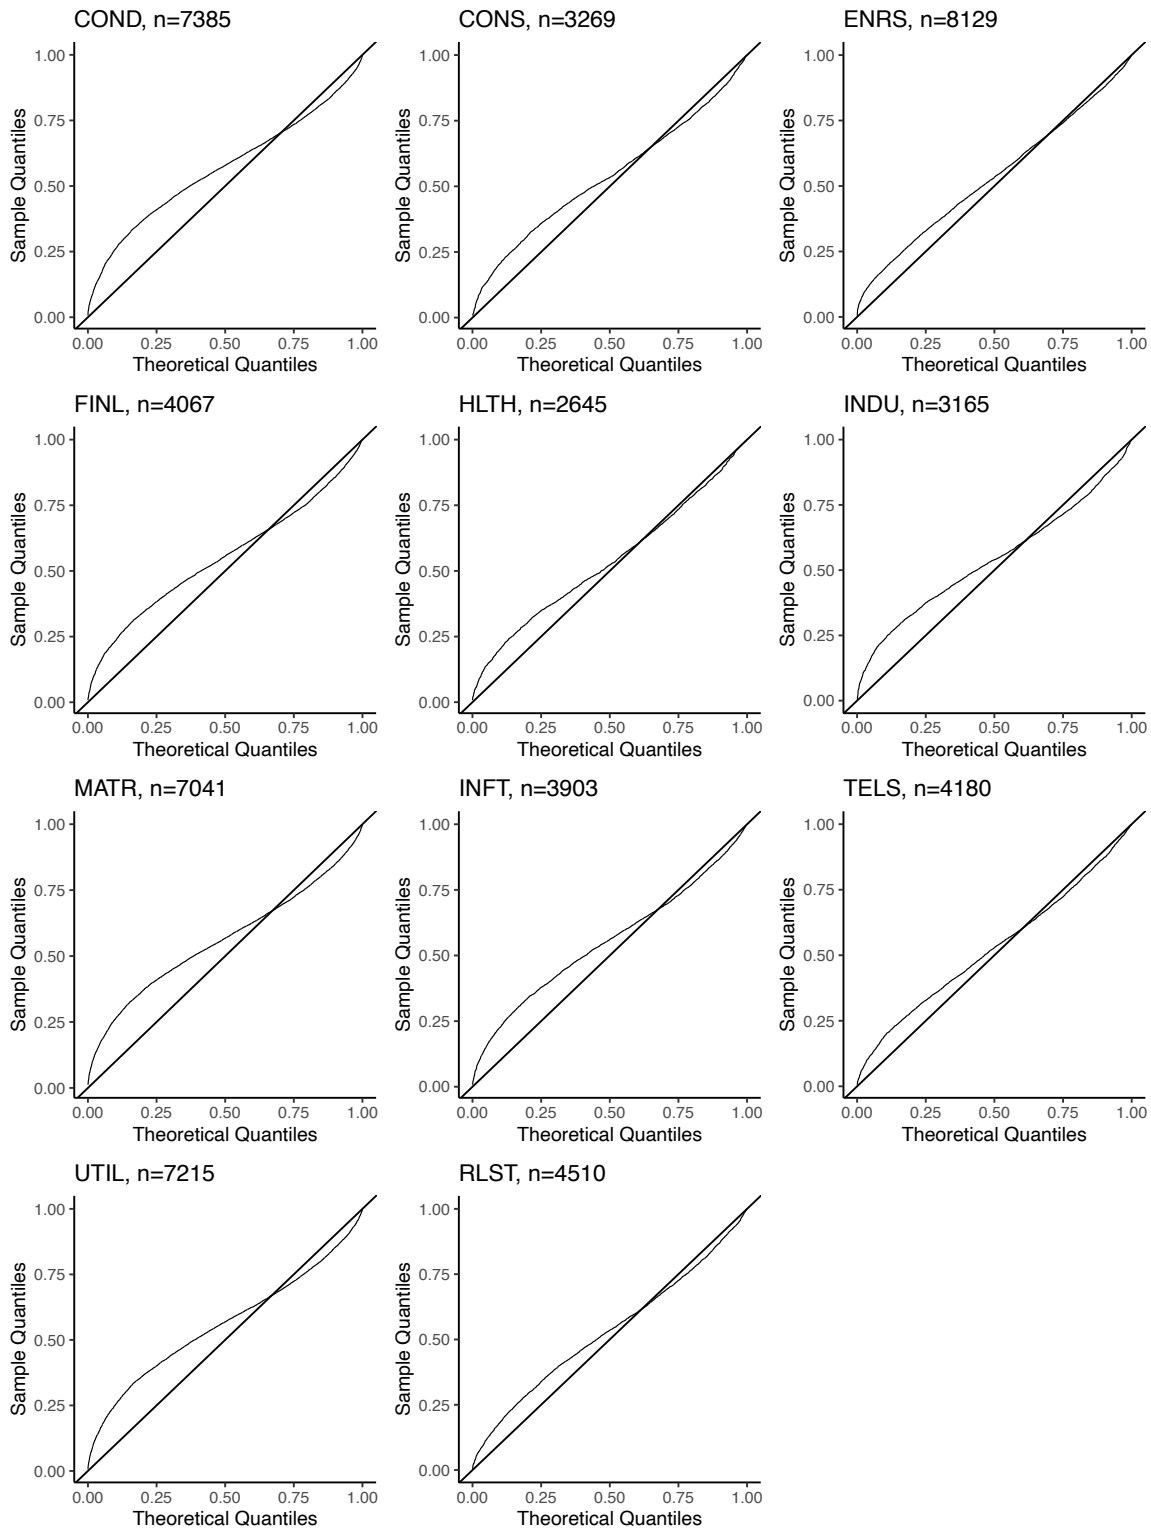 COND, n=7385
1.00
0.75
0.50
0.25
0.00
Sample Quantiles
0.00 0.25 0.50 0.75 1.00
Theoretical Quantiles
CONS, n=3269
1.00
0.75
0.50
0.25
0.00
Sample Quantiles
0.00 0.25 0.50 0.75 1.00
Theoretical Quantiles
ENRS, n=8129
1.00
0.75
0.50
0.25
0.00
Sample Quantiles
0.00 0.25 0.50 0.75 1.00
Theoretical Quantiles
FINL, n=4067
1.00
0.75
0.50
0.25
0.00
Sample Quantiles
0.00 0.25 0.50 0.75 1.00
Theoretical Quantiles
HLTH, n=2645
1.00
0.75
0.50
0.25
0.00
Sample Quantiles
0.00 0.25 0.50 0.75 1.00
Theoretical Quantiles
INDU, n=3165
1.00
0.75
0.50
0.25
0.00
Sample Quantiles
0.00 0.25 0.50 0.75 1.00
Theoretical Quantiles
MATR, n=7041
1.00
0.75
0.50
0.25
0.00
Sample Quantiles
0.00 0.25 0.50 0.75 1.00
Theoretical Quantiles
INFT, n=3903
1.00
0.75
0.50
0.25
0.00
Sample Quantiles
0.00 0.25 0.50 0.75 1.00
Theoretical Quantiles
TELS, n=4180
1.00
0.75
0.50
0.25
0.00
Sample Quantiles
0.00 0.25 0.50 0.75 1.00
Theoretical Quantiles
UTIL, n=7215
1.00
0.75
0.50
0.25
0.00
Sample Quantiles
0.00 0.25 0.50 0.75 1.00
Theoretical Quantiles
RLST, n=4510
1.00
0.75
0.50
0.25
0.00
Sample Quantiles
0.00 0.25 0.50 0.75 1.00
Theoretical Quantiles